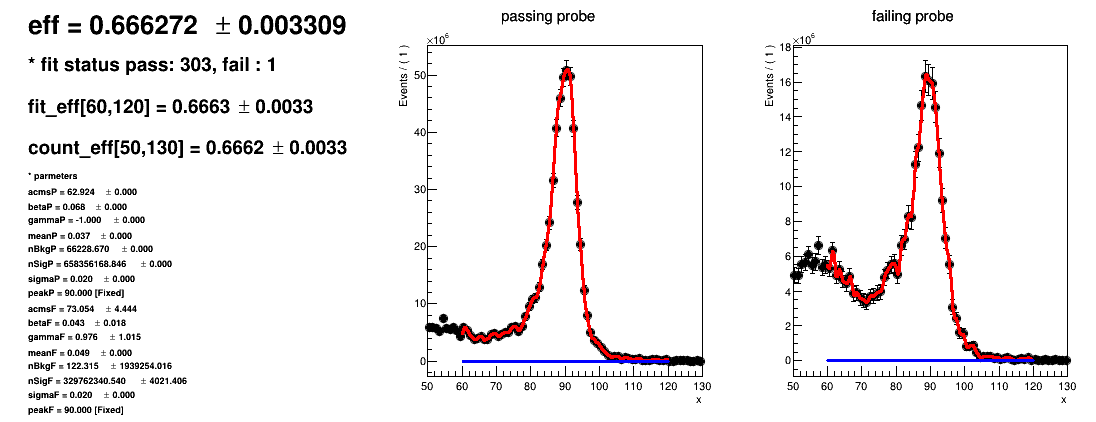 eff = 0.666272 ± 0.003309
* fit status pass: 303, fail : 1
fit_eff[60,120] = 0.6663 ± 0.0033
count_eff[50,130] = 0.6662 ± 0.0033
* parmeters
acmsP = 62.924 ± 0.000
betaP = 0.068 ± 0.000
gammaP = -1.000 ± 0.000
meanP = 0.037 ± 0.000
nBkgP = 66228.670 ± 0.000
nSigP = 658356168.846 ± 0.000
sigmaP = 0.020 ± 0.000
peakP = 90.000 [Fixed]
acmsF = 73.054 ± 4.444
betaF = 0.043 ± 0.018
gammaF = 0.976 ± 1.015
meanF = 0.049 ± 0.000
nBkgF = 122.315 ± 1939254.016
nSigF = 329762340.540 ± 4021.406
sigmaF = 0.020 ± 0.000
peakF = 90.000 [Fixed]
passing probe
×10⁶
Events / ( 1 )
50
40
30
20
10
0
50 60 70 80 90 100 110 120 130
x
failing probe
×10⁶
Events / ( 1 )
18
16
14
12
10
8
6
4
2
0
50 60 70 80 90 100 110 120 130
x